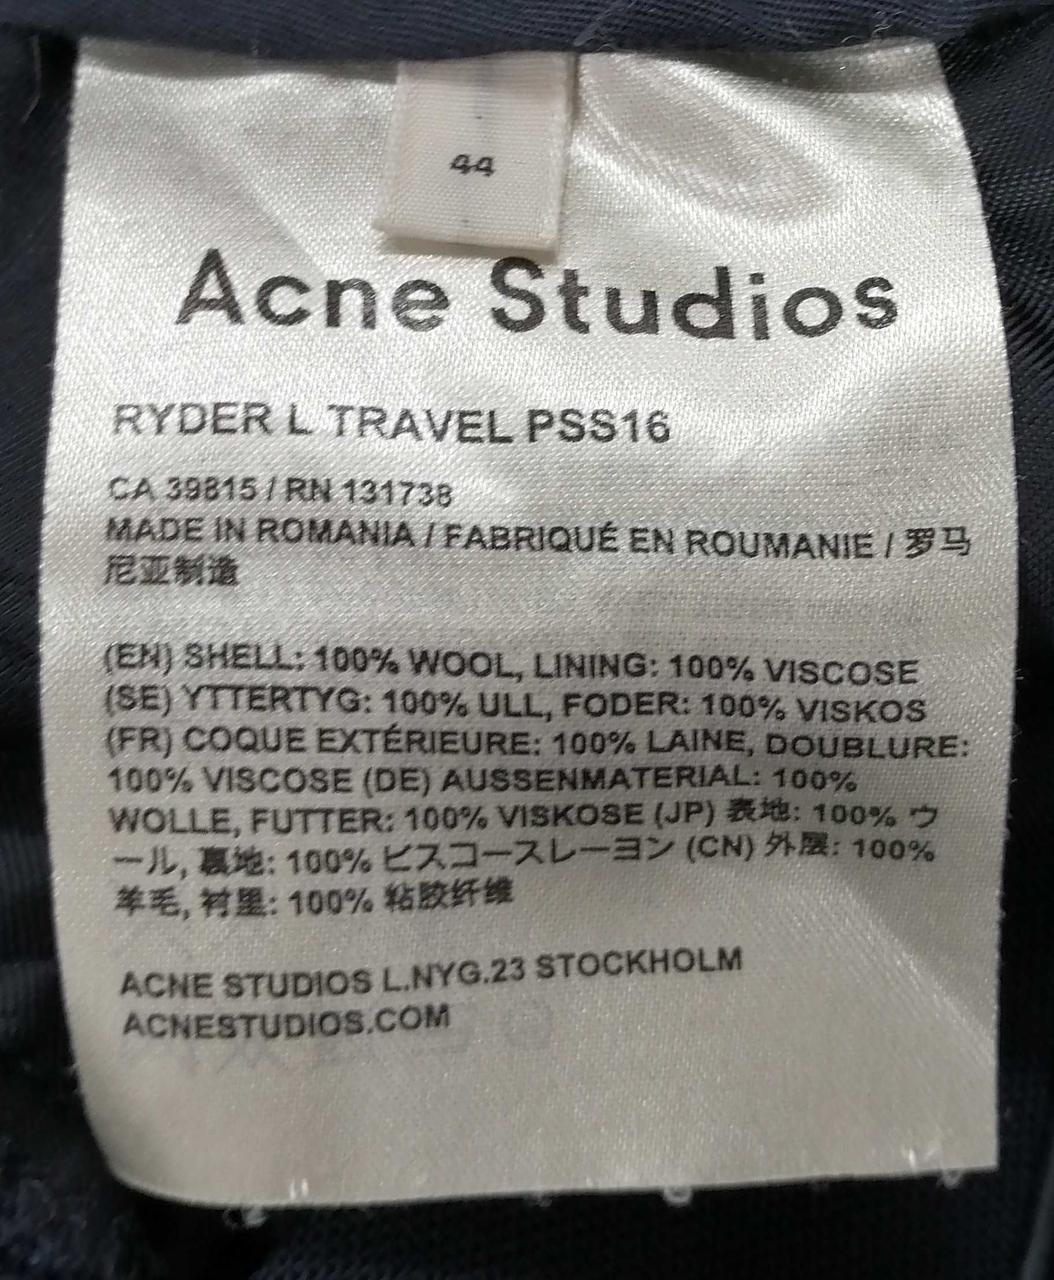 44
Acne Studios
RYDER L TRAVEL PSS16
CA 39815 / RN 131738
MADE IN ROMANIA / FABRIQUÉ EN ROUMANIE / 罗马
尼亚制造
(EN) SHELL: 100% WOOL, LINING: 100% VISCOSE
(SE) YTTERTYG: 100% ULL, FODER: 100% VISKOS
(FR) COQUE EXTÉRIEURE: 100% LAINE, DOUBLURE:
100% VISCOSE (DE) AUSSENMATERIAL: 100%
WOLLE, FUTTER: 100% VISKOSE (JP) 表地: 100% ウ
ール, 裏地: 100% ビスコースレーヨン (CN) 外层: 100%
羊毛, 衬里: 100% 粘胶纤维
ACNE STUDIOS L.NYG.23 STOCKHOLM
ACNESTUDIOS.COM